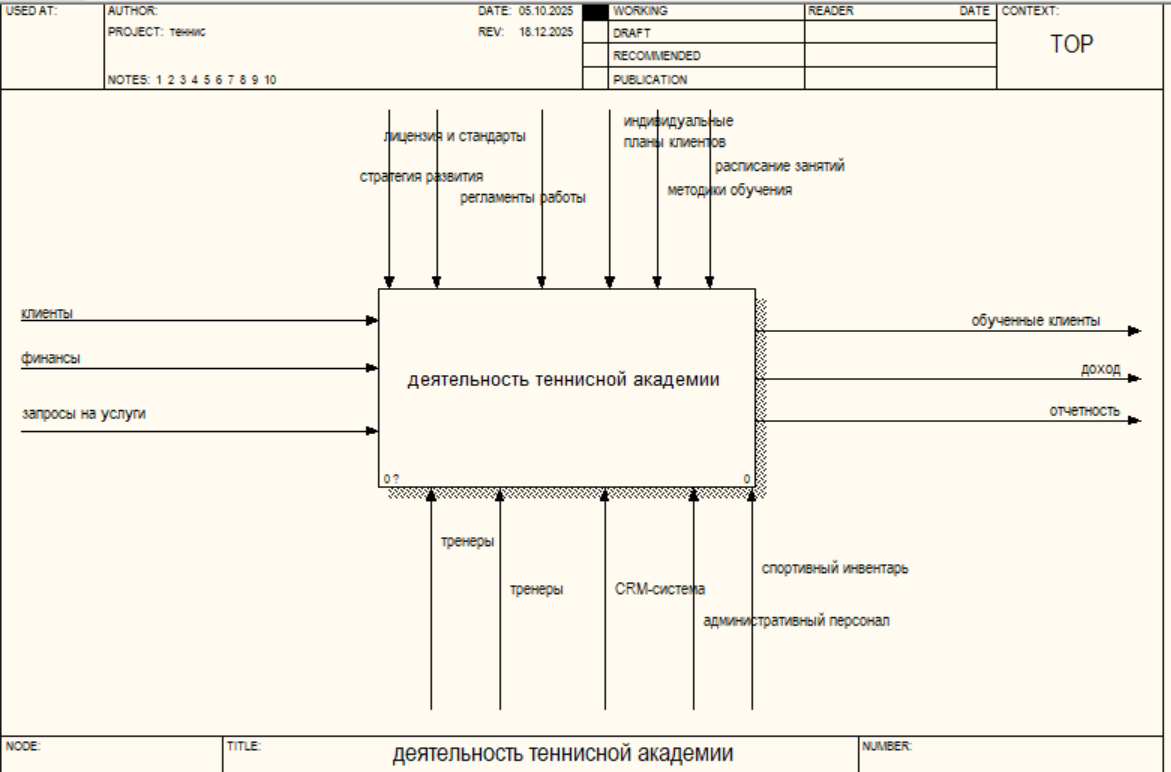 USED AT:
AUTHOR:
DATE: 05.10.2025
WORKING
READER
DATE
CONTEXT:
PROJECT: теннис
REV: 18.12.2025
DRAFT
TOP
RECOMMENDED
NOTES: 1 2 3 4 5 6 7 8 9 10
PUBLICATION
индивидуальные
планы клиентов
лицензия и стандарты
расписание занятий
стратегия развития
методики обучения
регламенты работы
клиенты
обученные клиенты
финансы
доход
деятельность теннисной академии
запросы на услуги
отчетность
0 ?
0
тренеры
спортивный инвентарь
тренеры
CRM-система
административный персонал
NODE:
TITLE:
деятельность теннисной академии
NUMBER: